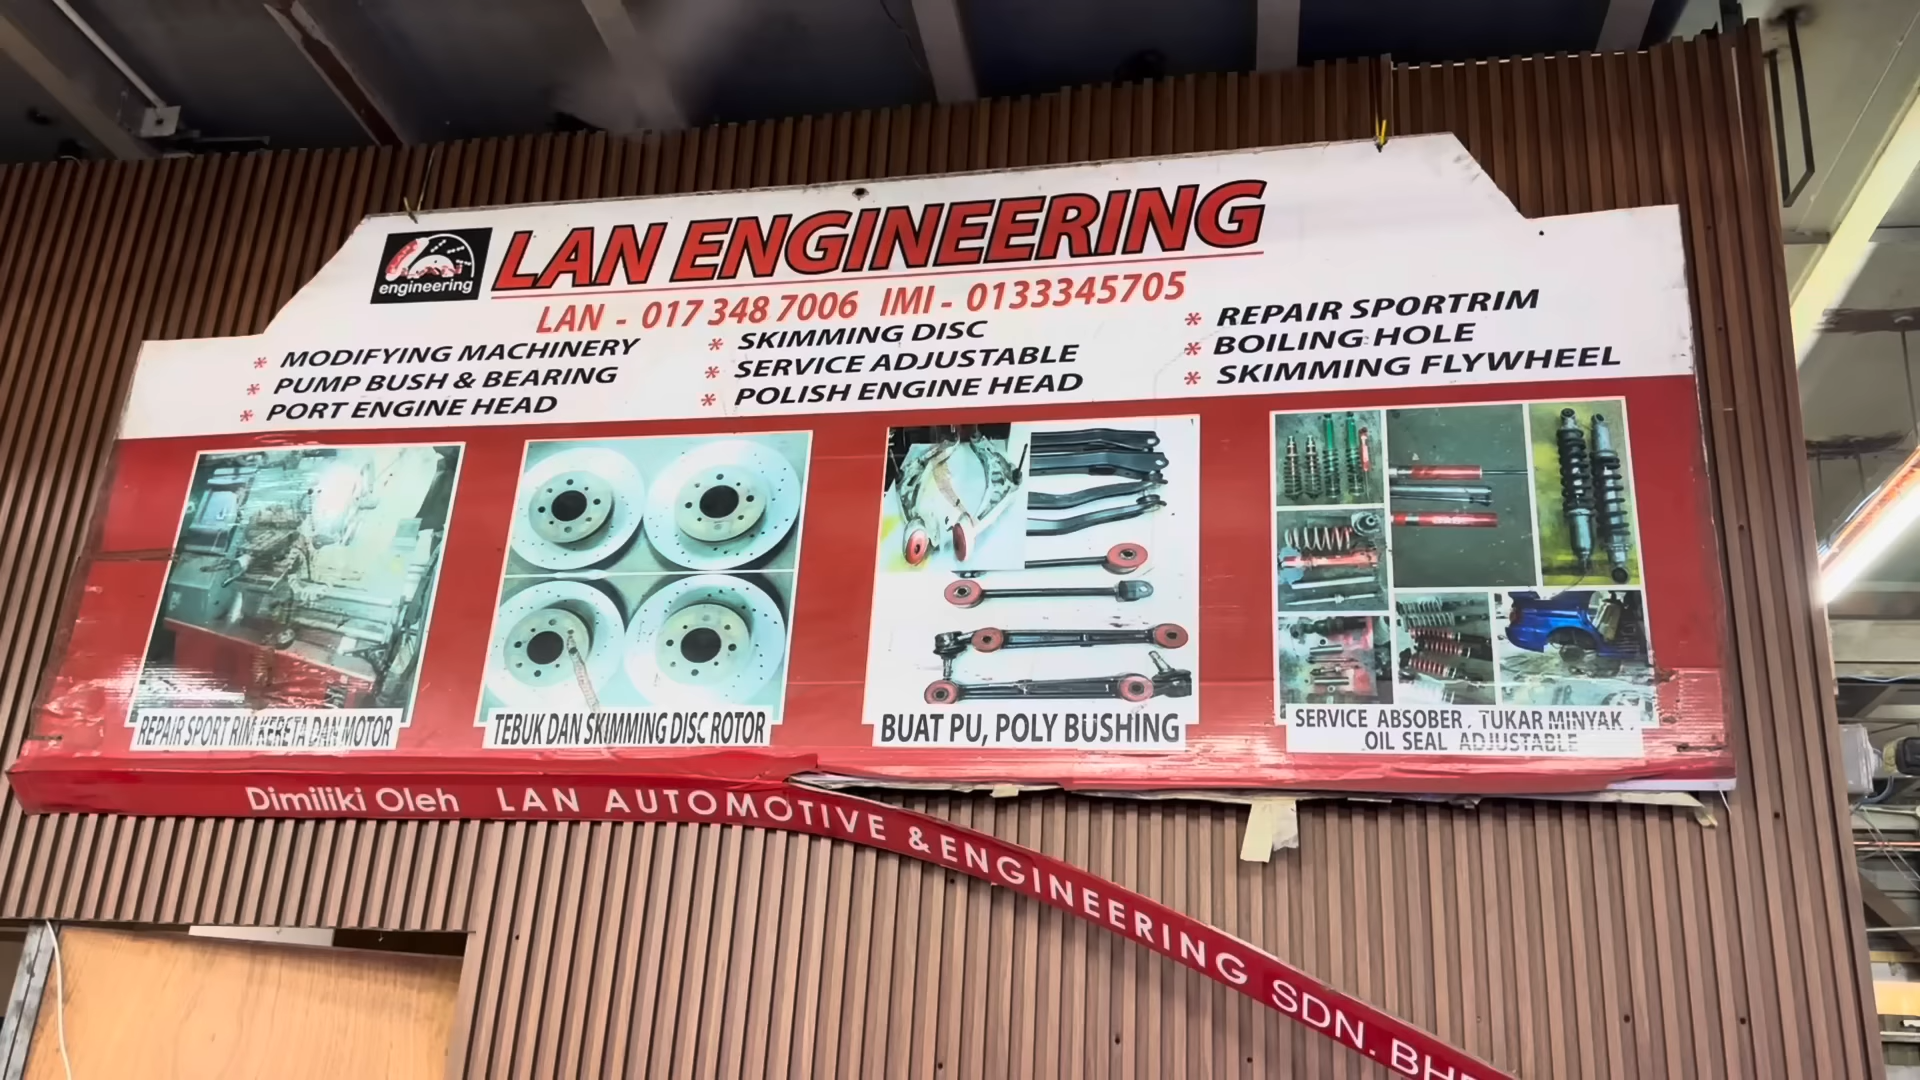 LAN ENGINEERING
engineering
LAN - 017 348 7006 IMI - 0133345705
* MODIFYING MACHINERY
* PUMP BUSH & BEARING
* PORT ENGINE HEAD
* SKIMMING DISC
* SERVICE ADJUSTABLE
* POLISH ENGINE HEAD
* REPAIR SPORTRIM
* BOILING HOLE
* SKIMMING FLYWHEEL
REPAIR SPORT RIM KERETA DAN MOTOR
TEBUK DAN SKIMMING DISC ROTOR
BUAT PU, POLY BUSHING
SERVICE ABSOBER, TUKAR MINYAK,
OIL SEAL ADJUSTABLE
Dimiliki Oleh LAN AUTOMOTIVE & ENGINEERING SDN. BH